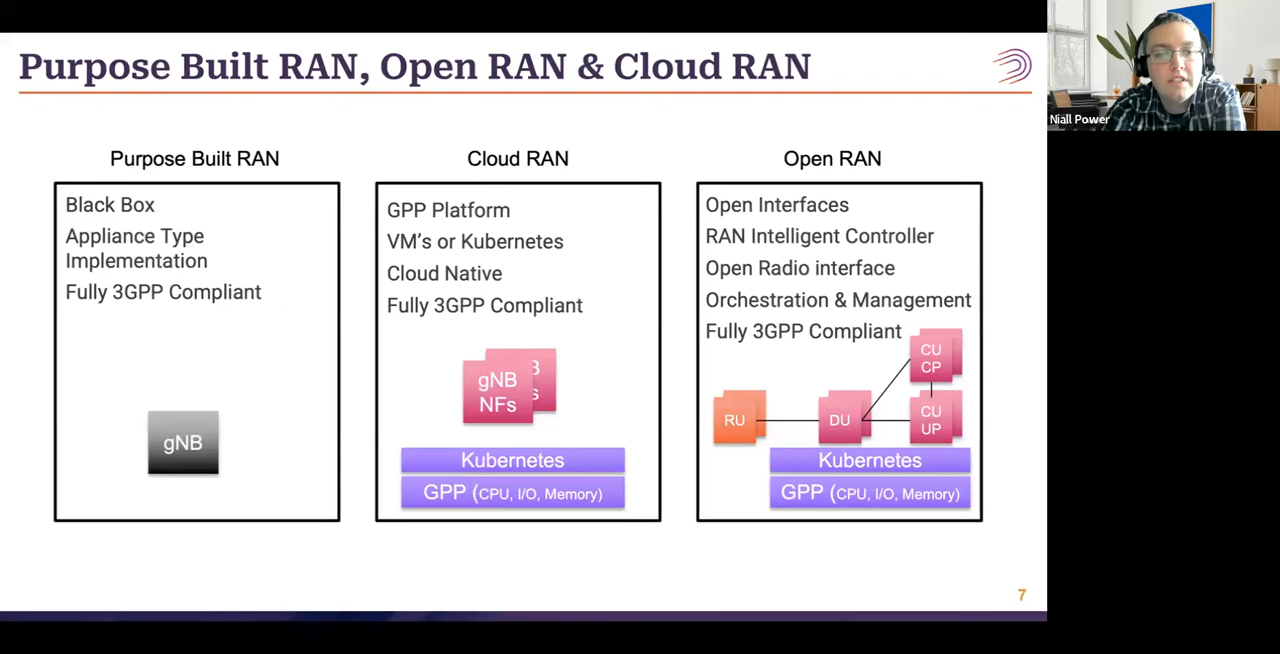 Purpose Built RAN, Open RAN & Cloud RAN
Niall Power
Purpose Built RAN
Black Box
Appliance Type
Implementation
Fully 3GPP Compliant
gNB
Cloud RAN
GPP Platform
VM's or Kubernetes
Cloud Native
Fully 3GPP Compliant
gNB
NFs
B
s
Kubernetes
GPP (CPU, I/O, Memory)
Open RAN
Open Interfaces
RAN Intelligent Controller
Open Radio interface
Orchestration & Management
Fully 3GPP Compliant
CU
CP
RU
DU
CU
UP
Kubernetes
GPP (CPU, I/O, Memory)
7